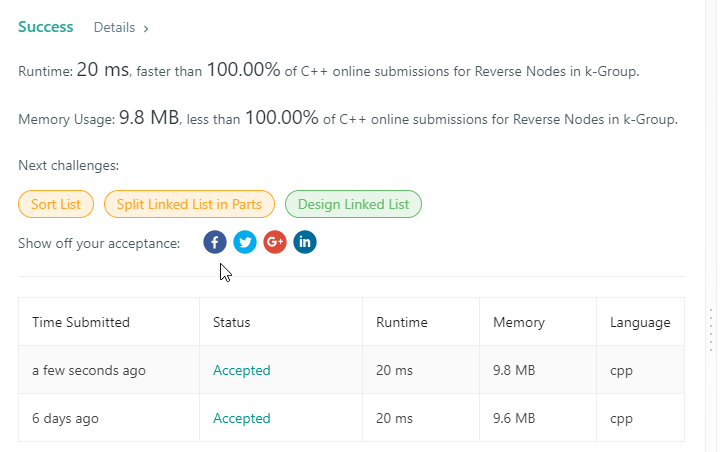 Success Details ›
Runtime: 20 ms, faster than 100.00% of C++ online submissions for Reverse Nodes in k-Group.
Memory Usage: 9.8 MB, less than 100.00% of C++ online submissions for Reverse Nodes in k-Group.
Next challenges:
Sort List Split Linked List in Parts Design Linked List
Show off your acceptance: f G+ in
Time Submitted Status Runtime Memory Language
a few seconds ago Accepted 20 ms 9.8 MB cpp
6 days ago Accepted 20 ms 9.6 MB cpp